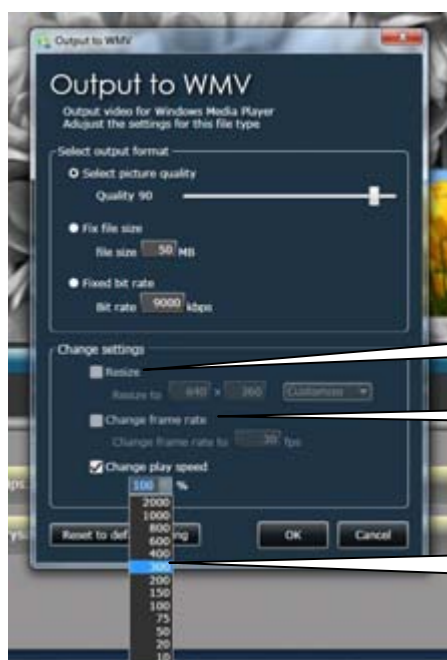 Output to WMV
Output to WMV
Output video for Windows Media Player
Adujust the settings for this file type
Select output format
Select picture quality
Quality 90
Fix file size
file size 50 MB
Fixed bit rate
Bit rate 9000 kbps
Change settings
Resize
Resize to 640 x 360 Customize
Change frame rate
Change frame rate to 30 fps
Change play speed
100 %
2000
1000
800
600
400
300
200
150
100
75
50
20
10
Reset to def ng OK Cancel